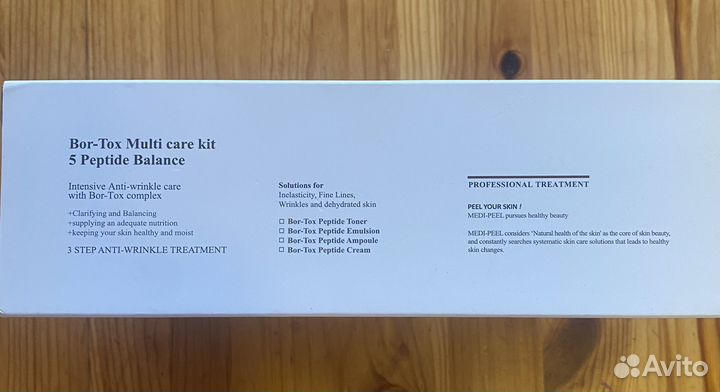 Bor-Tox Multi care kit
5 Peptide Balance
Intensive Anti-wrinkle care
with Bor-Tox complex
+Clarifying and Balancing
+supplying an adequate nutrition
+keeping your skin healthy and moist
3 STEP ANTI-WRINKLE TREATMENT
Solutions for
Inelasticity, Fine Lines,
Wrinkles and dehydrated skin
□ Bor-Tox Peptide Toner
□ Bor-Tox Peptide Emulsion
□ Bor-Tox Peptide Ampoule
□ Bor-Tox Peptide Cream
PROFESSIONAL TREATMENT
PEEL YOUR SKIN !
MEDI-PEEL pursues healthy beauty
MEDI-PEEL considers 'Natural health of the skin' as the core of skin beauty,
and constantly searches systematic skin care solutions that leads to healthy
skin changes.
Avito